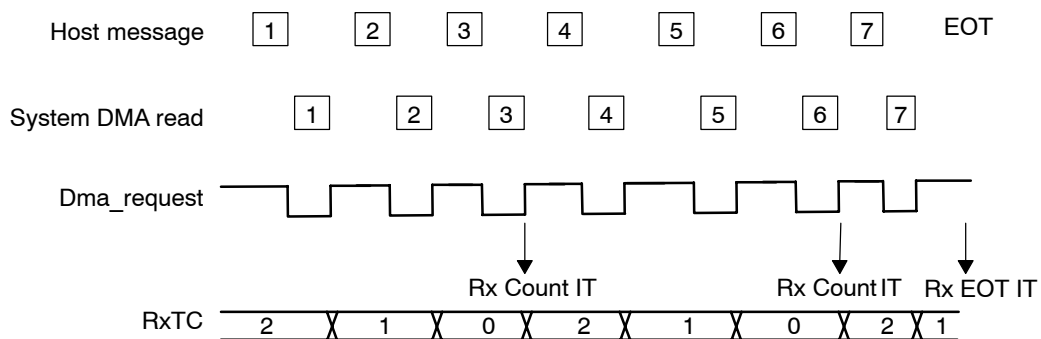 Host message 1 2 3 4 5 6 7 EOT
System DMA read 1 2 3 4 5 6 7
Dma_request
Rx Count IT Rx Count IT Rx EOT IT
RxTC 2 1 0 2 1 0 2 1